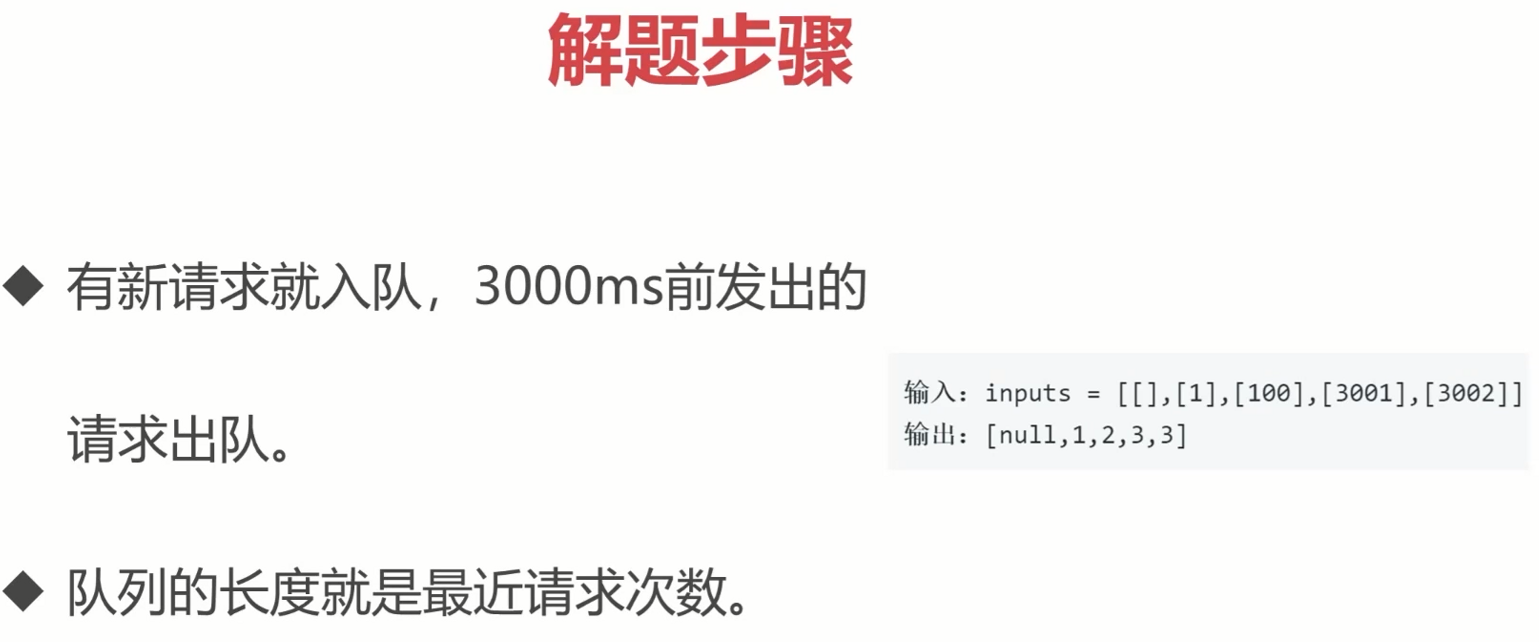 解题步骤
◆ 有新请求就入队，3000ms前发出的
请求出队。
输入：inputs = [[],[1],[100],[3001],[3002]]
输出：[null,1,2,3,3]
◆ 队列的长度就是最近请求次数。